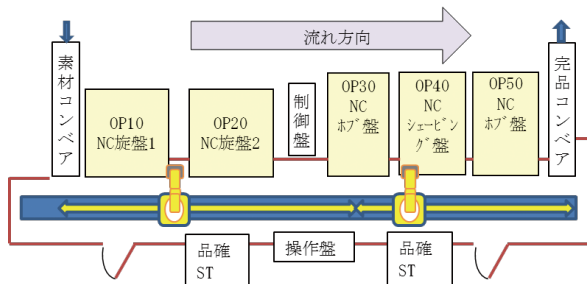 流れ方向
素材コンベア
OP10
NC旋盤1
OP20
NC旋盤2
制御盤
OP30
NC
ホブ盤
OP40
NC
シェービン
グ盤
OP50
NC
ホブ盤
完品コンベア
品確
ST
操作盤
品確
ST